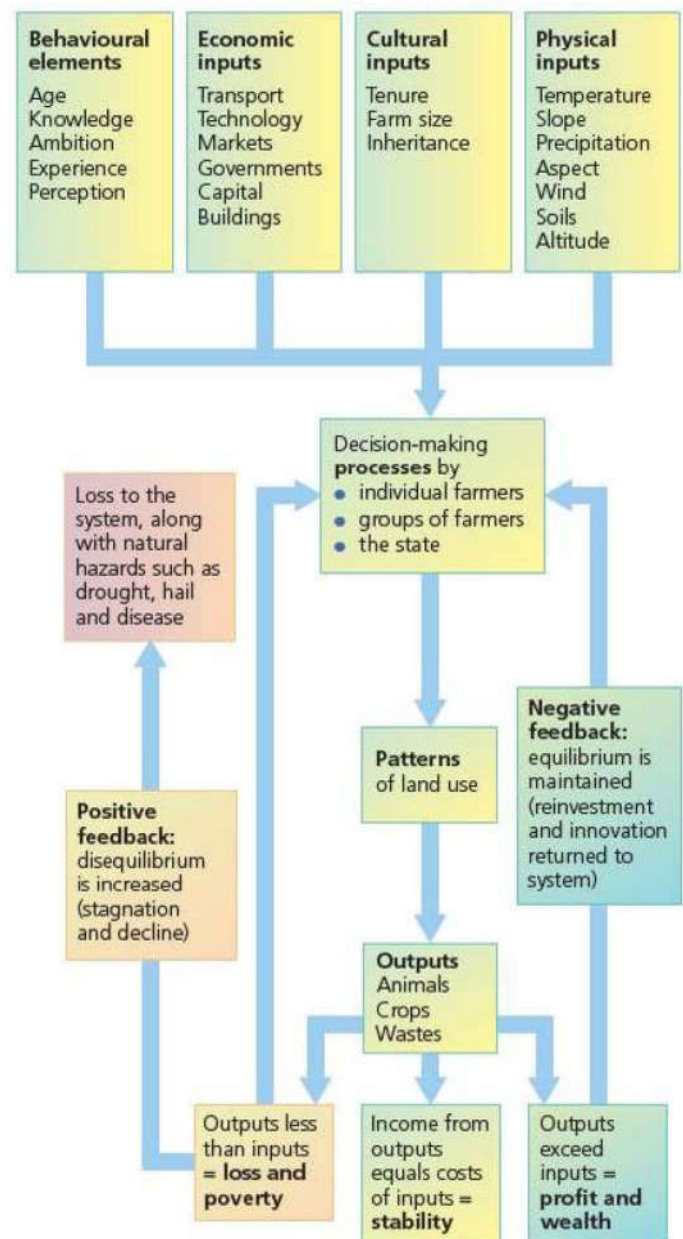 Behavioural
elements
Age
Knowledge
Ambition
Experience
Perception
Economic
inputs
Transport
Technology
Markets
Governments
Capital
Buildings
Cultural
inputs
Tenure
Farm size
Inheritance
Physical
inputs
Temperature
Slope
Precipitation
Aspect
Wind
Soils
Altitude
Decision-making
processes by
• individual farmers
• groups of farmers
• the state
Loss to the
system, along
with natural
hazards such as
drought, hail
and disease
Patterns
of land use
Negative
feedback:
equilibrium is
maintained
(reinvestment
and innovation
returned to
system)
Positive
feedback:
disequilibrium
is increased
(stagnation
and decline)
Outputs
Animals
Crops
Wastes
Outputs less
than inputs
= loss and
poverty
Income from
outputs
equals costs
of inputs =
stability
Outputs
exceed
inputs =
profit and
wealth